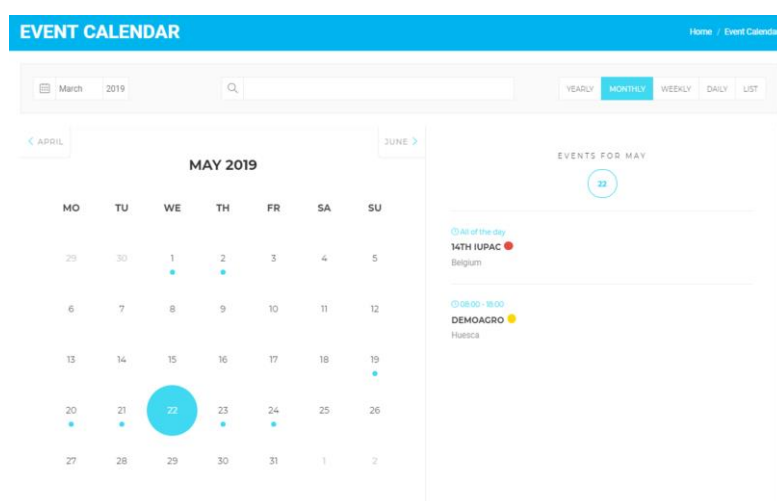 EVENT CALENDAR
Home / Event Calendar
March 2019
YEARLY MONTHLY WEEKLY DAILY LIST
< APRIL
JUNE >
MAY 2019
MO TU WE TH FR SA SU
29 30 1 2 3 4 5
6 7 8 9 10 11 12
13 14 15 16 17 18 19
20 21 22 23 24 25 26
27 28 29 30 31 1 2
EVENTS FOR MAY
22
All of the day
14TH IUPAC
Belgium
08:00 - 18:00
DEMOAGRO
Huesca